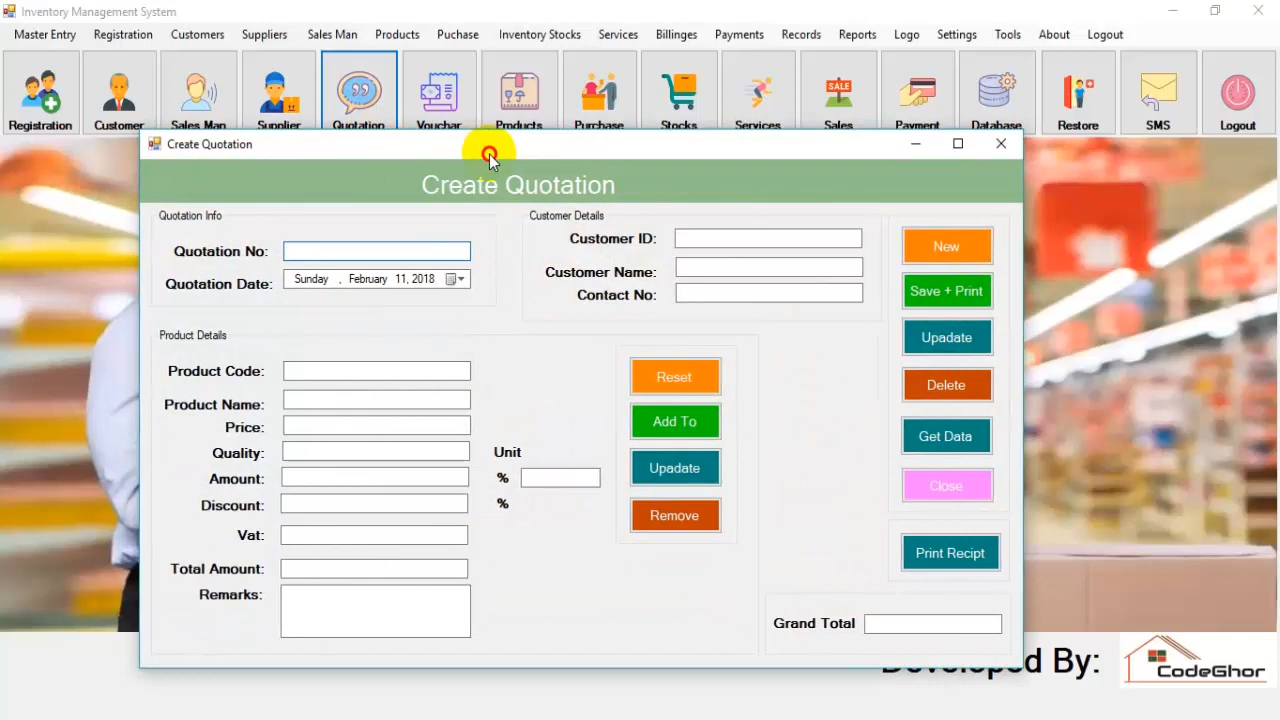 Inventory Management System
Master Entry Registration Customers Suppliers Sales Man Products Puchase Inventory Stocks Services Billinges Payments Records Reports Logo Settings Tools About Logout
Registration Customer Sales Man Supplier Quotation Vouchar Products Purchase Stocks Services Sales Payment Database Restore SMS Logout
SALE
Create Quotation
Create Quotation
Quotation Info
Quotation No:
Quotation Date: Sunday , February 11, 2018
Customer Details
Customer ID:
Customer Name:
Contact No:
New
Save + Print
Upadate
Delete
Get Data
Close
Print Recipt
Product Details
Product Code:
Product Name:
Price:
Quality:
Amount:
Discount:
Vat:
Total Amount:
Remarks:
Unit
%
%
Reset
Add To
Upadate
Remove
Grand Total
Developed By:
CodeGhor